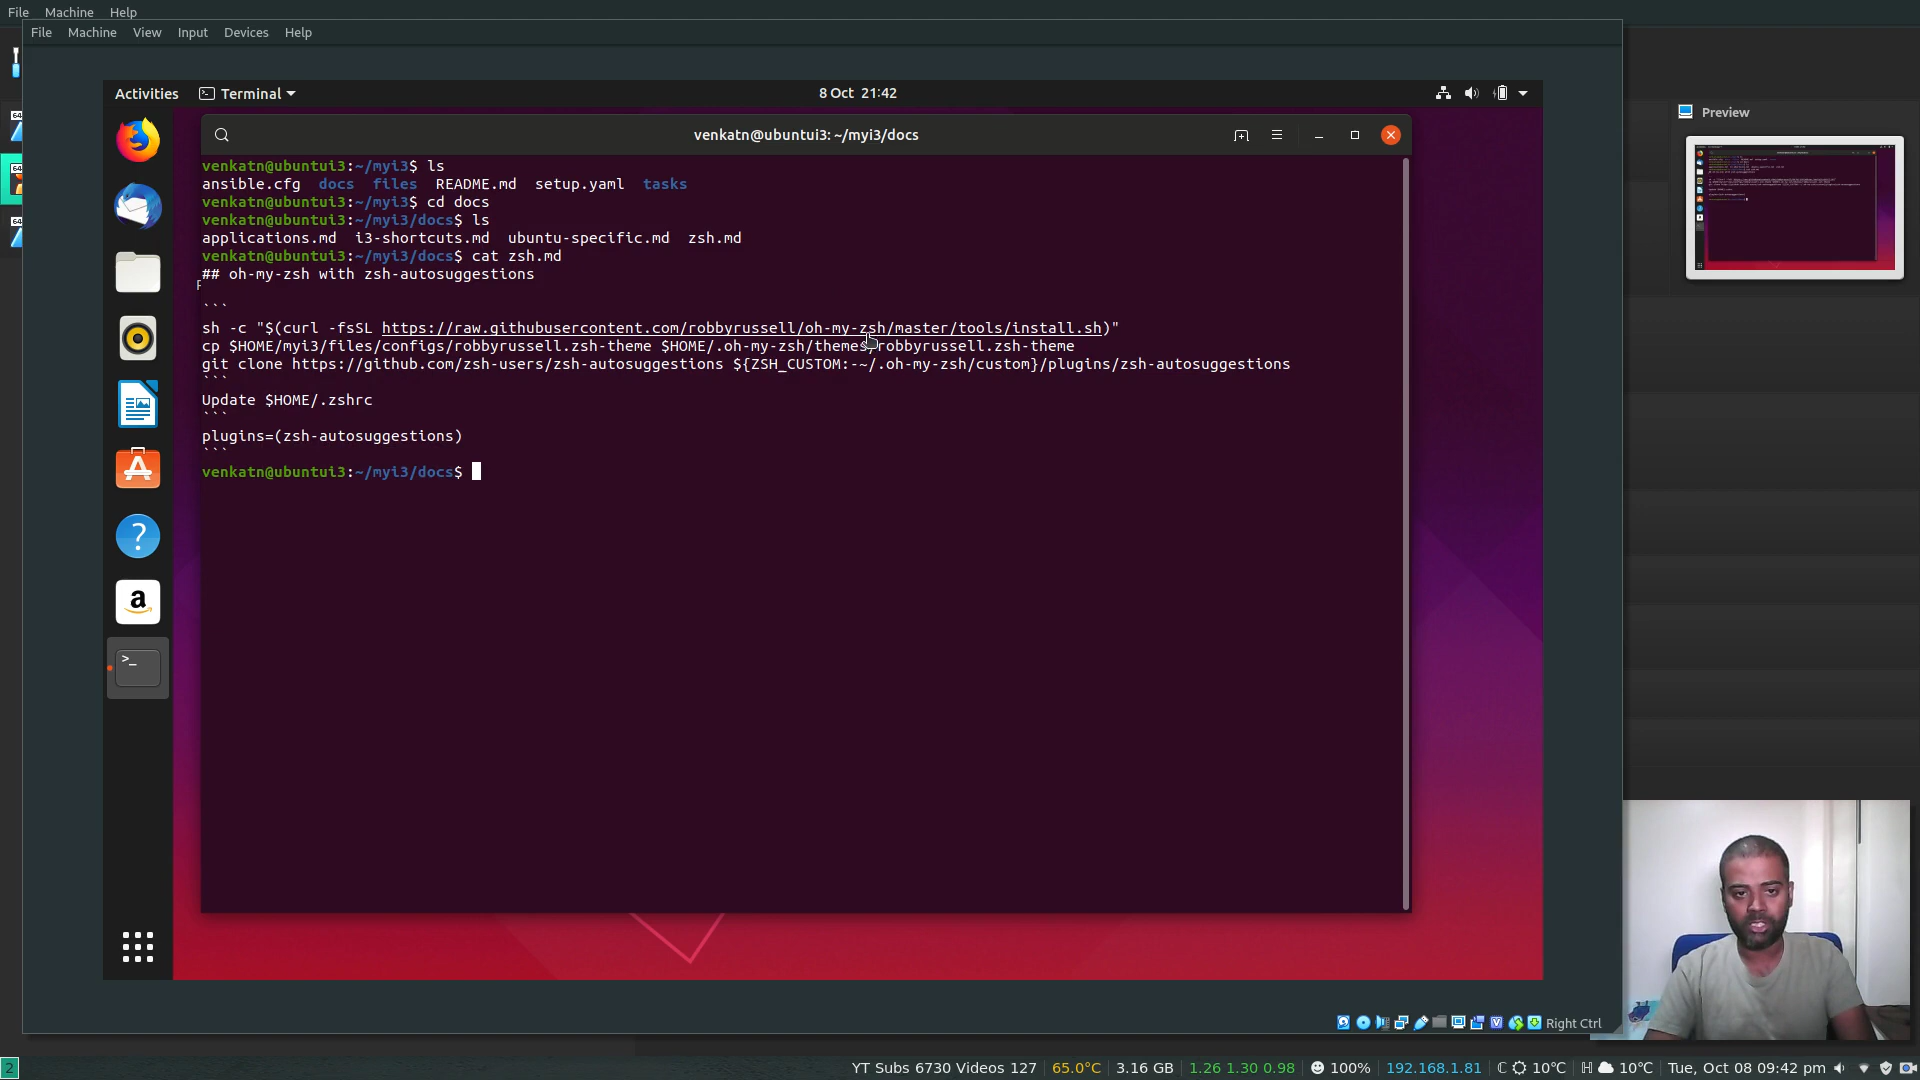 File Machine Help
File Machine View Input Devices Help
Activities Terminal 8 Oct 21:42
Preview
venkatn@ubuntui3: ~/myi3/docs
venkatn@ubuntui3:~/myi3$ ls
ansible.cfg docs files README.md setup.yaml tasks
venkatn@ubuntui3:~/myi3$ cd docs
venkatn@ubuntui3:~/myi3/docs$ ls
applications.md i3-shortcuts.md ubuntu-specific.md zsh.md
venkatn@ubuntui3:~/myi3/docs$ cat zsh.md
## oh-my-zsh with zsh-autosuggestions
```
sh -c "$(curl -fsSL https://raw.githubusercontent.com/robbyrussell/oh-my-zsh/master/tools/install.sh)"
cp $HOME/myi3/files/configs/robbyrussell.zsh-theme $HOME/.oh-my-zsh/themes/robbyrussell.zsh-theme
git clone https://github.com/zsh-users/zsh-autosuggestions ${ZSH_CUSTOM:-~/.oh-my-zsh/custom}/plugins/zsh-autosuggestions
```
Update $HOME/.zshrc
```
plugins=(zsh-autosuggestions)
```
venkatn@ubuntui3:~/myi3/docs$
Right Ctrl
2 YT Subs 6730 Videos 127 65.0°C 3.16 GB 1.26 1.30 0.98 100% 192.168.1.81 C 10℃ H 10℃ Tue, Oct 08 09:42 pm